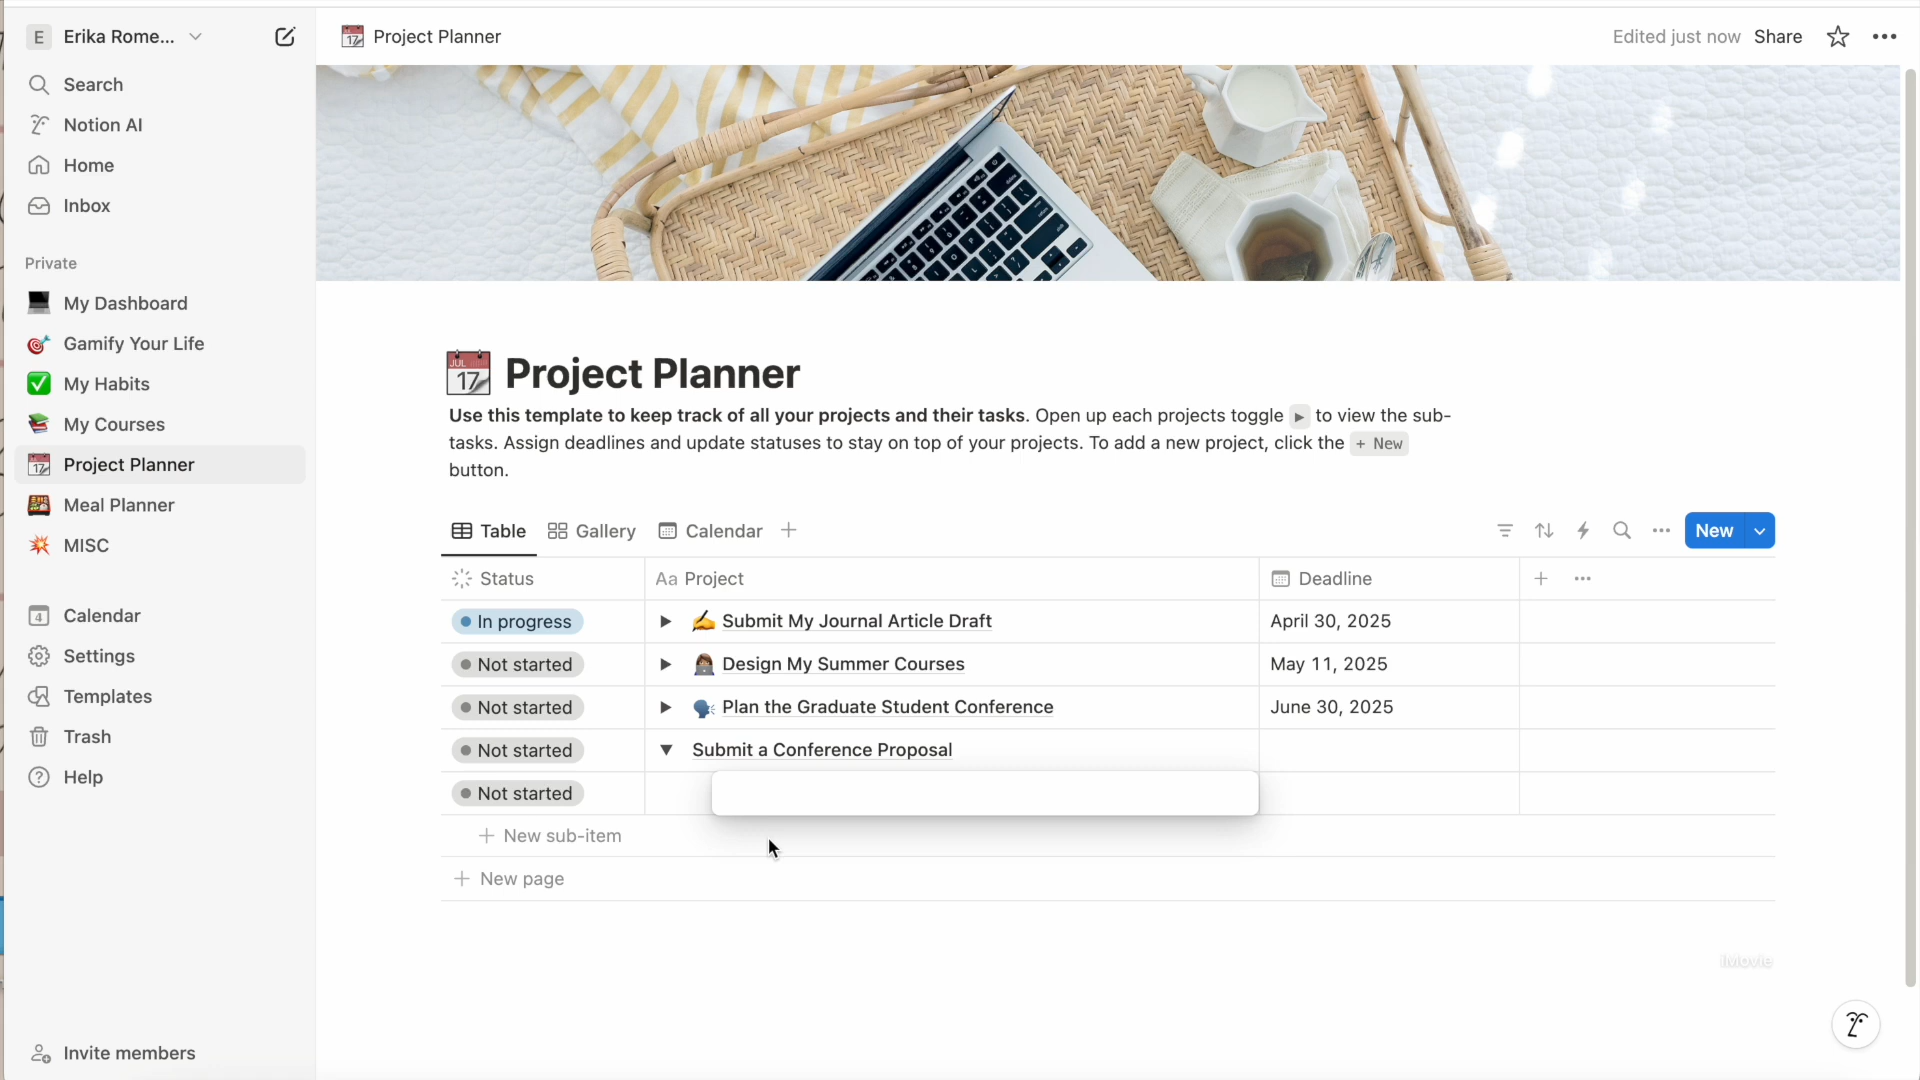 E Erika Rome...
Project Planner
Edited just now Share
Search
Notion AI
Home
Inbox
Private
My Dashboard
Gamify Your Life
My Habits
My Courses
Project Planner
Meal Planner
MISC
4 Calendar
Settings
Templates
Trash
Help
Invite members
JUL 17 Project Planner
Use this template to keep track of all your projects and their tasks. Open up each projects toggle ▶ to view the sub-
tasks. Assign deadlines and update statuses to stay on top of your projects. To add a new project, click the + New
button.
Table Gallery Calendar + New
Status Aa Project Deadline + •••
In progress Submit My Journal Article Draft April 30, 2025
Not started Design My Summer Courses May 11, 2025
Not started Plan the Graduate Student Conference June 30, 2025
Not started Submit a Conference Proposal
Not started
+ New sub-item
+ New page
iMovie